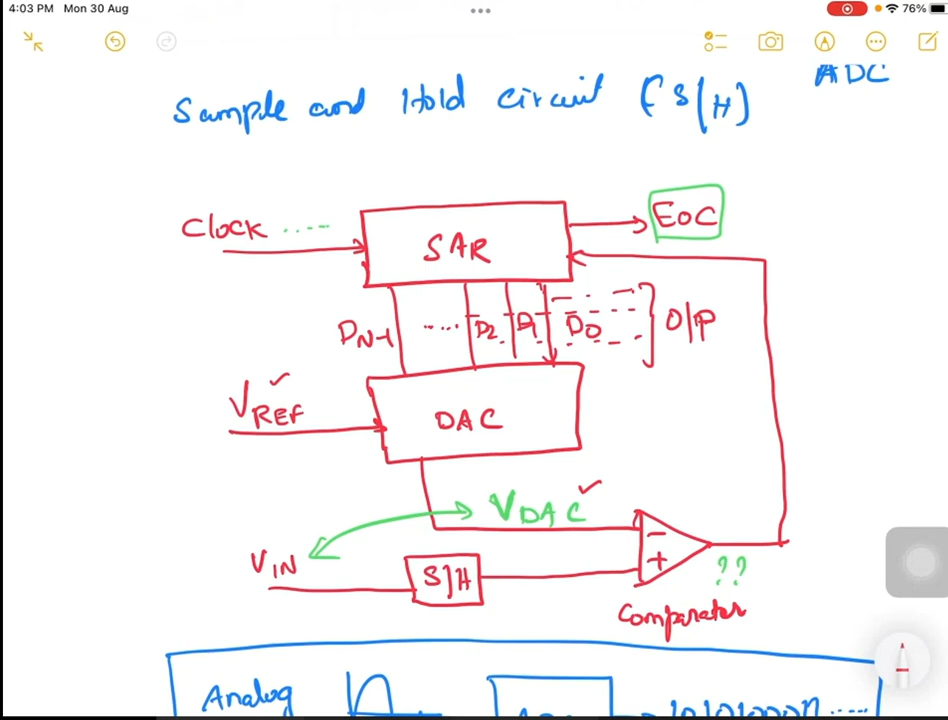 4:03 PM Mon 30 Aug
76%
ADC
Sample and Hold circuit (S/H)
Clock ....
SAR
EOC
DN-1 .... D2 D1 D0 O/P
VREF ✓
DAC
VDAC ✓
VIN
S/H
-
+
??
Comparator
Analog